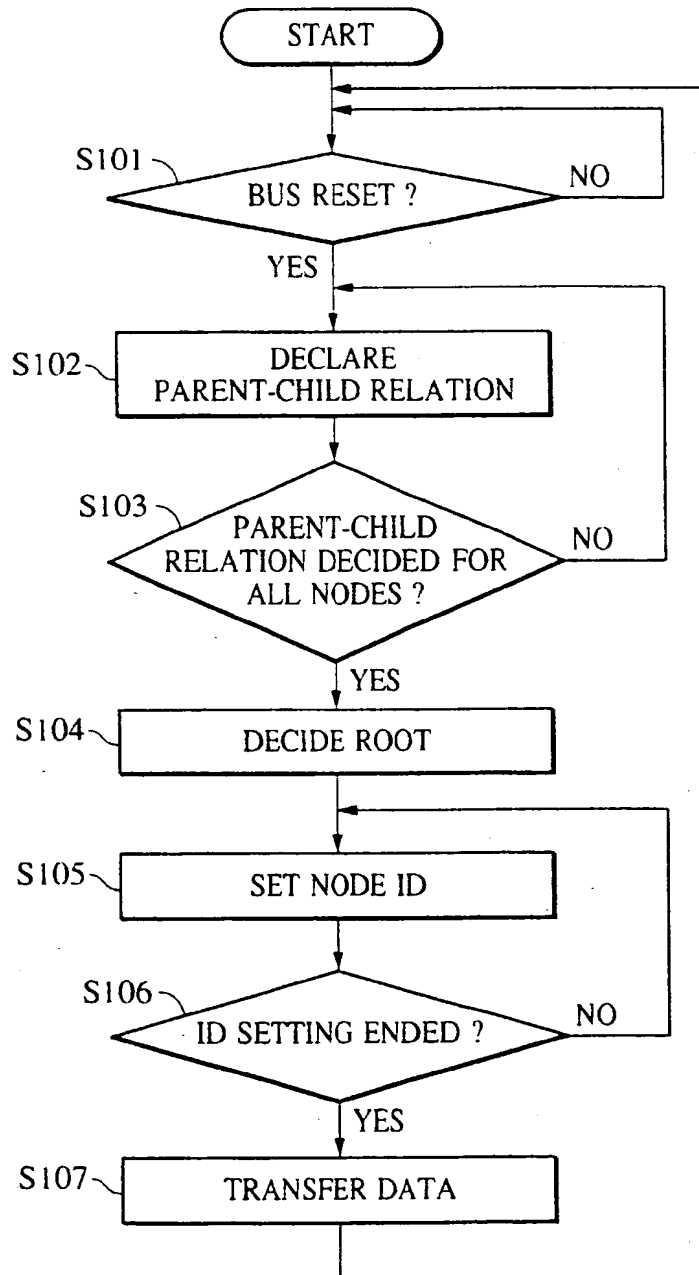 START
S101
BUS RESET ?
NO
YES
S102
DECLARE
PARENT-CHILD RELATION
S103
PARENT-CHILD
RELATION DECIDED FOR
ALL NODES ?
NO
YES
S104
DECIDE ROOT
S105
SET NODE ID
S106
ID SETTING ENDED ?
NO
YES
S107
TRANSFER DATA